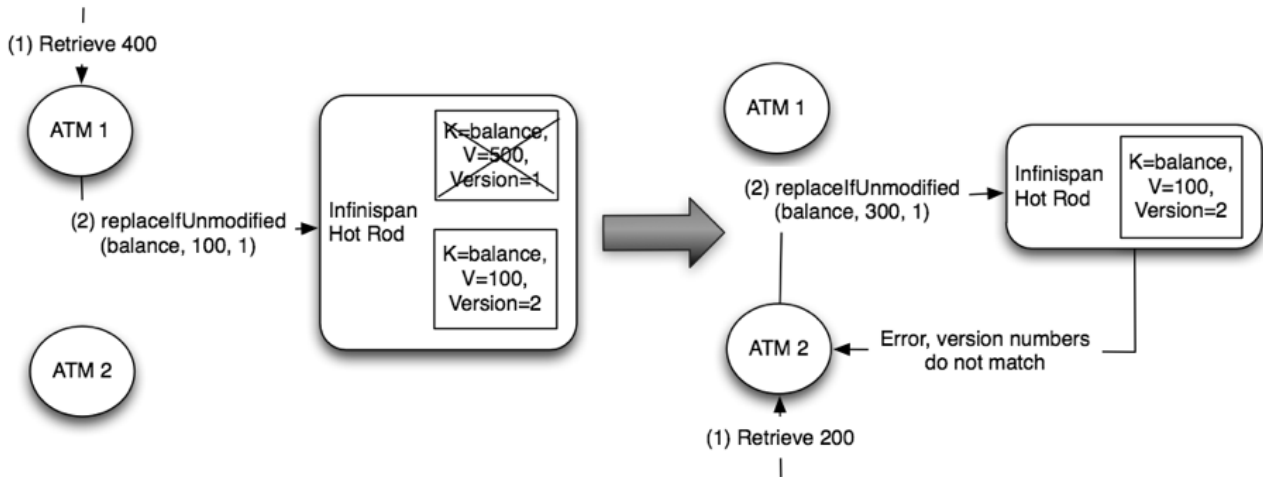 (1) Retrieve 400
ATM 1
K=balance,
V=500,
Version=1
(2) replaceIfUnmodified
(balance, 100, 1)
Infinispan
Hot Rod
K=balance,
V=100,
Version=2
ATM 2
ATM 1
(2) replaceIfUnmodified
(balance, 300, 1)
Infinispan
Hot Rod
K=balance,
V=100,
Version=2
ATM 2
Error, version numbers
do not match
(1) Retrieve 200